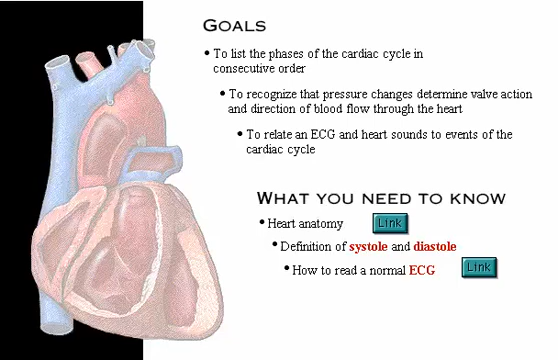 GOALS
• To list the phases of the cardiac cycle in
consecutive order
• To recognize that pressure changes determine valve action
and direction of blood flow through the heart
• To relate an ECG and heart sounds to events of the
cardiac cycle
WHAT YOU NEED TO KNOW
• Heart anatomy Link
• Definition of systole and diastole
• How to read a normal ECG Link